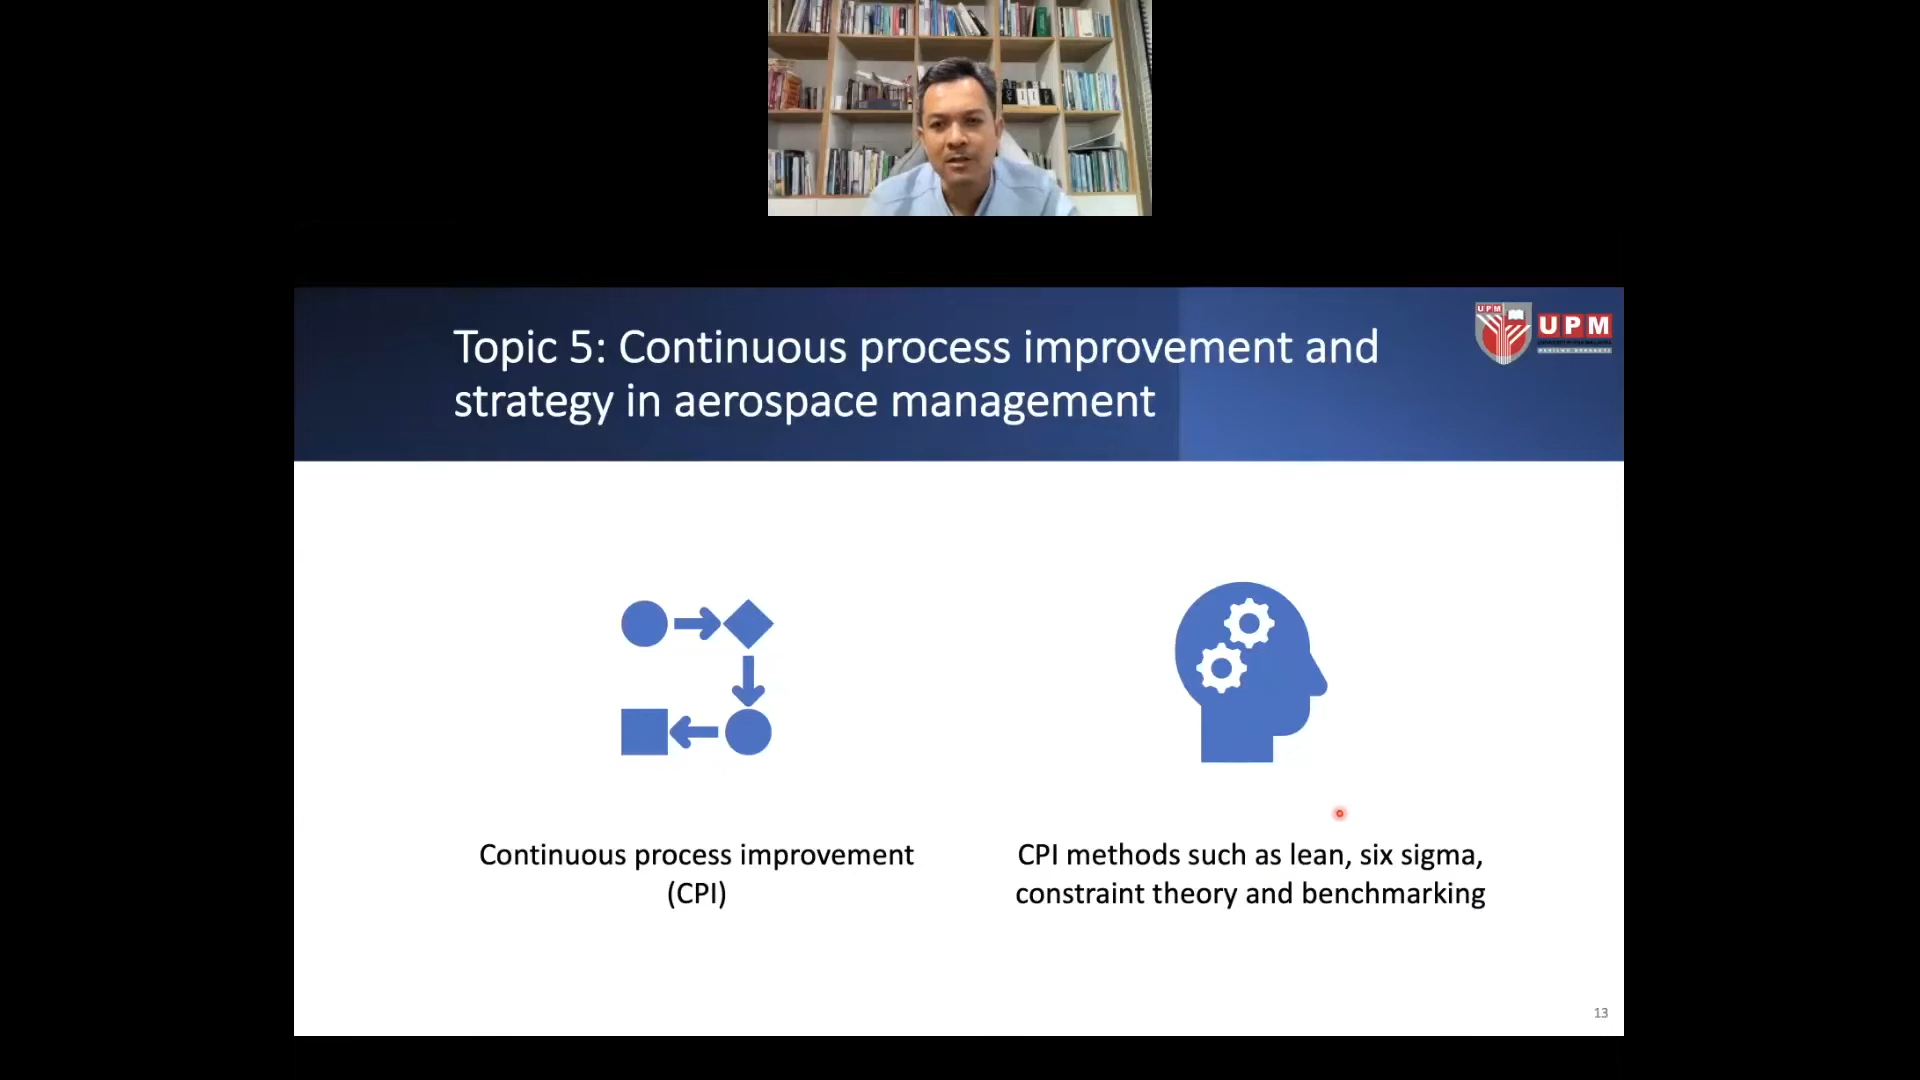 Topic 5: Continuous process improvement and
strategy in aerospace management
UPM
UPM
Continuous process improvement
(CPI)
CPI methods such as lean, six sigma,
constraint theory and benchmarking
13